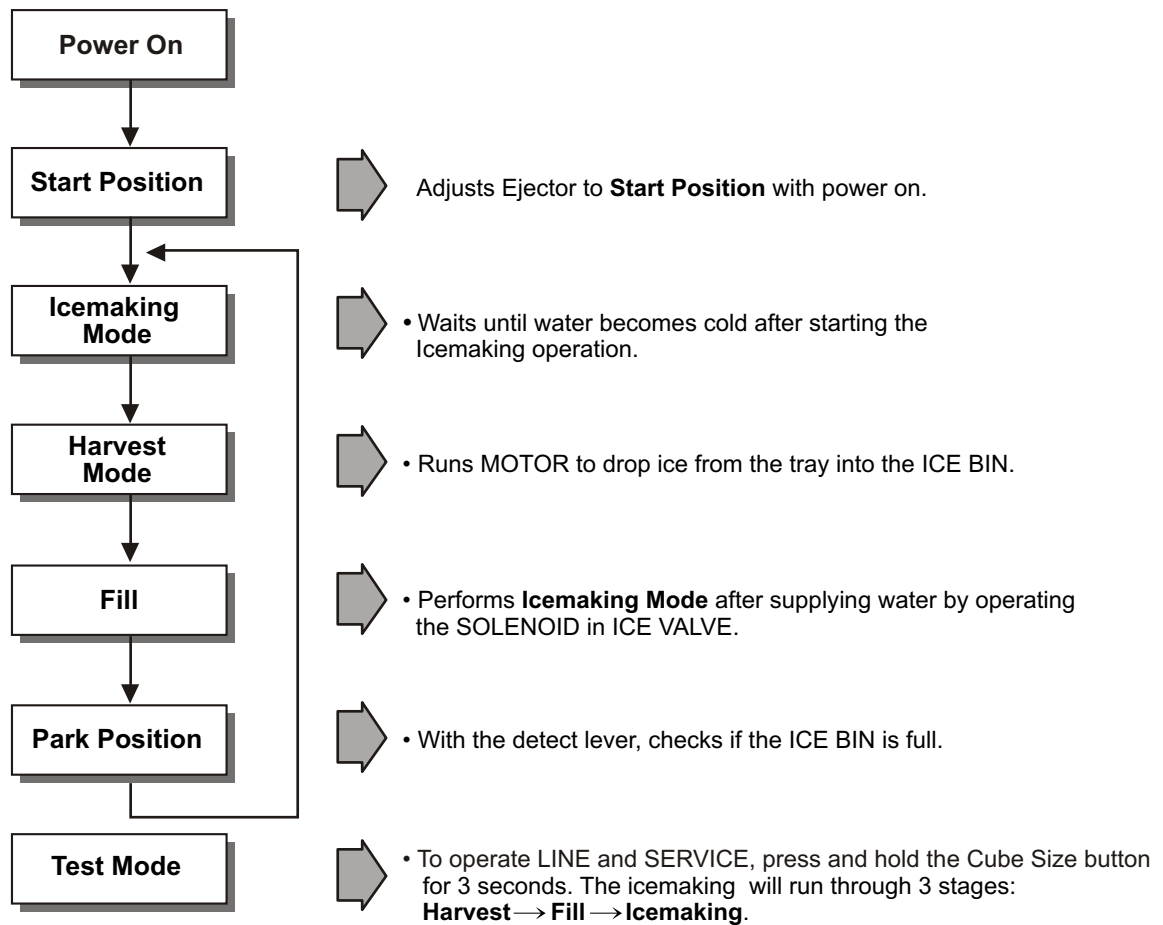 Power On
Start Position
Adjusts Ejector to Start Position with power on.
Icemaking
Mode
• Waits until water becomes cold after starting the
Icemaking operation.
Harvest
Mode
• Runs MOTOR to drop ice from the tray into the ICE BIN.
Fill
• Performs Icemaking Mode after supplying water by operating
the SOLENOID in ICE VALVE.
Park Position
• With the detect lever, checks if the ICE BIN is full.
Test Mode
• To operate LINE and SERVICE, press and hold the Cube Size button
for 3 seconds. The icemaking will run through 3 stages:
Harvest → Fill → Icemaking.